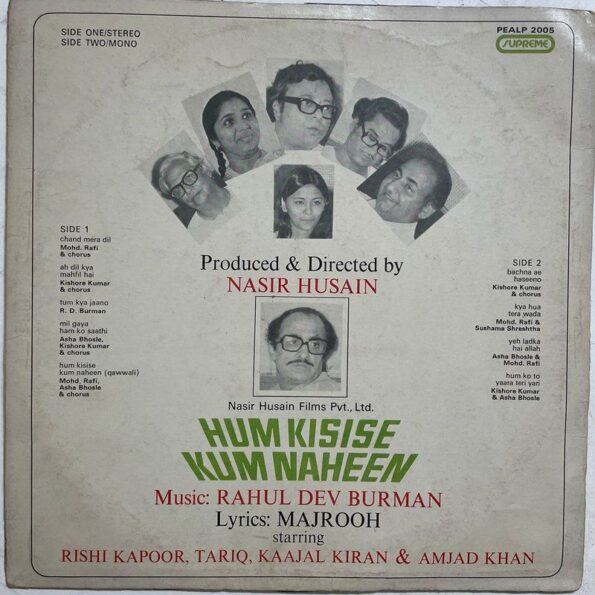 SIDE ONE/STEREO
SIDE TWO/MONO
PEALP 2005
SUPREME
SIDE 1
chand mera dil
Mohd. Rafi
& chorus
ah dil kya
mahfil hai
Kishore Kumar
& chorus
tum kya jaano
R. D. Burman
mil gaya
ham ko saathi
Asha Bhosle,
Kishore Kumar
& chorus
hum kisise
kum naheen (qawwali)
Mohd. Rafi,
Asha Bhosle
& chorus
SIDE 2
bachna ae
haseeno
Kishore Kumar
& chorus
kya hua
tera wada
Mohd. Rafi &
Sushama Shreshtha
yeh ladka
hai allah
Asha Bhosle &
Mohd. Rafi
hum ko to
yaara teri yari
Kishore Kumar
& Asha Bhosle
Produced & Directed by
NASIR HUSAIN
Nasir Husain Films Pvt., Ltd.
HUM KISISE
KUM NAHEEN
Music: RAHUL DEV BURMAN
Lyrics: MAJROOH
starring
RISHI KAPOOR, TARIQ, KAAJAL KIRAN & AMJAD KHAN